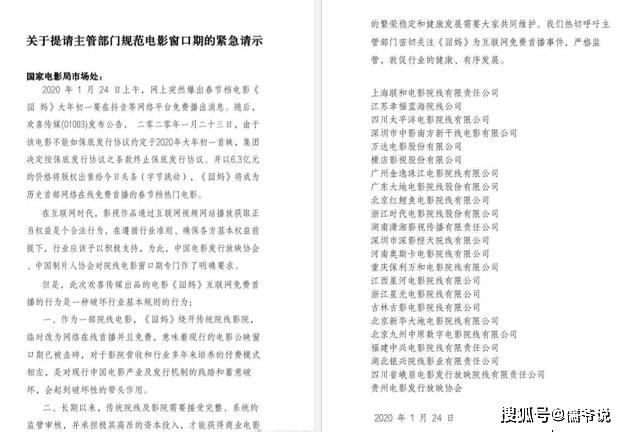 关于提请主管部门规范电影窗口期的紧急请示
国家电影局市场处：
2020 年 1 月 24 日上午，网上突然爆出春节档电影《
囧 妈》大年初一要在抖音等网络平台免费播出消息。随后，
欢喜传媒(01003)发布公告， 二零二零年一月二十三日，由于
该电影不能如保底发行协议约定于2020年大年初一首映，集团
决定按保底发行协议之条款终止保底发行协议。并以6.3亿元
的价格将版权出售给今日头条（字节跳动），《囧妈》将成为
历史首部网络在线免费首播的春节档热门电影。
在互联网时代，影视作品通过互联网视频网站播放获取正
当权益是个合法行为，在遵循行业准则、确保各方基本权益前
提下，行业应该予以积极支持，为此，中国电影发行放映协会
、中国制片人协会对院线电影窗口期专门作了明确要求。
但是，此次欢喜传媒出品的电影《囧妈》互联网免费首
播的行为是一种破坏行业基本规则的行为；
一、作为一部院线电影，《囧妈》绕开传统院线影院，
临时改为网络在线首播并且免费，意味着现行的电影公映窗
口期已被击碎，对于影院营收和行业多年来培养的付费模式
相左，是对现行中国电影产业及发行机制的践踏和蓄意破
坏，会起到破坏性的带头作用。
二、长期以来，传统院线及影院需要接受完整、系统的
监管审核，并承担极其高昂的资本投入，才能获得商业电影
的繁荣稳定和健康发展需要大家共同维护。我们热切呼吁主
管部门密切关注《囧妈》为互联网免费首播事件，严格监
管，敦促行业的健康、有序发展。
上海联和电影院线有限责任公司
江苏幸福蓝海院线公司
四川太平洋电影院线有限公司
深圳市中影南方新干线电影有限公司
万达电影股份有限公司
横店影视股份有限公司
广州金逸珠江电影院线有限公司
广东大地电影院线股份有限公司
北京红鲤鱼电影院线有限公司
浙江时代电影院线股份有限公司
湖南潇湘影视传播有限责任公司
深圳市深影橙天院线有限公司
河南奥斯卡电影院线有限公司
重庆保利万和电影院线有限公司
江西星河电影院线有限公司
浙江星光电影院线有限公司
吉林吉影电影院线有限公司
北京新华大地电影院线有限公司
北京九州中原数字电影院线有限公司
福建中兴电影院线有限公司
湖北银兴院线影业有限责任公司
四川省峨眉电影发行放映院线有限责任公司
贵州电影发行放映协会
2020 年 1 月 24 日
搜狐号@儒爷说